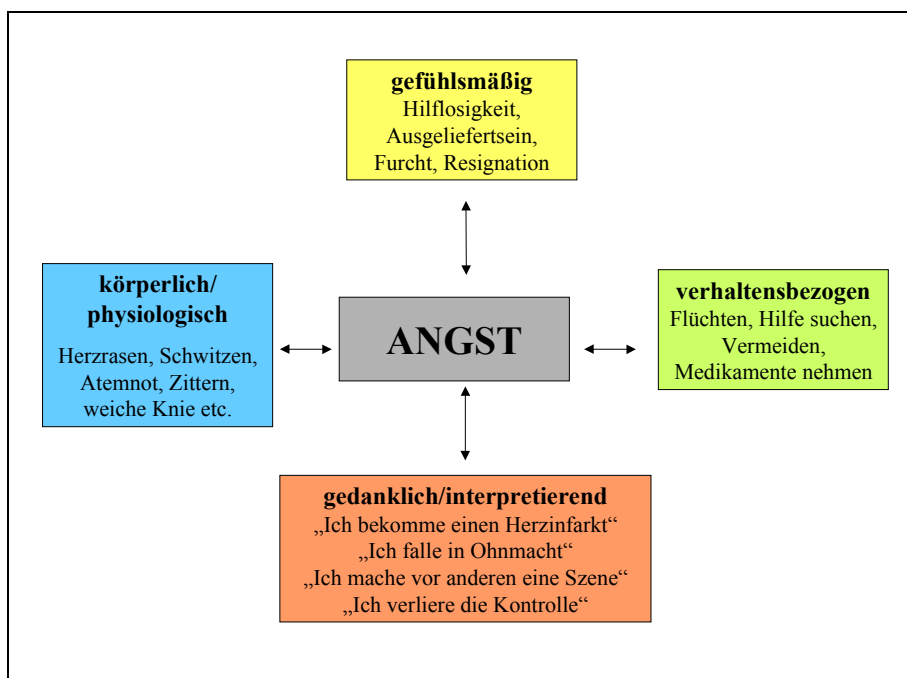 gefühlsmäßig
Hilflosigkeit,
Ausgeliefertsein,
Furcht, Resignation
körperlich/
physiologisch
Herzrasen, Schwitzen,
Atemnot, Zittern,
weiche Knie etc.
ANGST
verhaltensbezogen
Flüchten, Hilfe suchen,
Vermeiden,
Medikamente nehmen
gedanklich/interpretierend
„Ich bekomme einen Herzinfarkt“
„Ich falle in Ohnmacht“
„Ich mache vor anderen eine Szene“
„Ich verliere die Kontrolle“